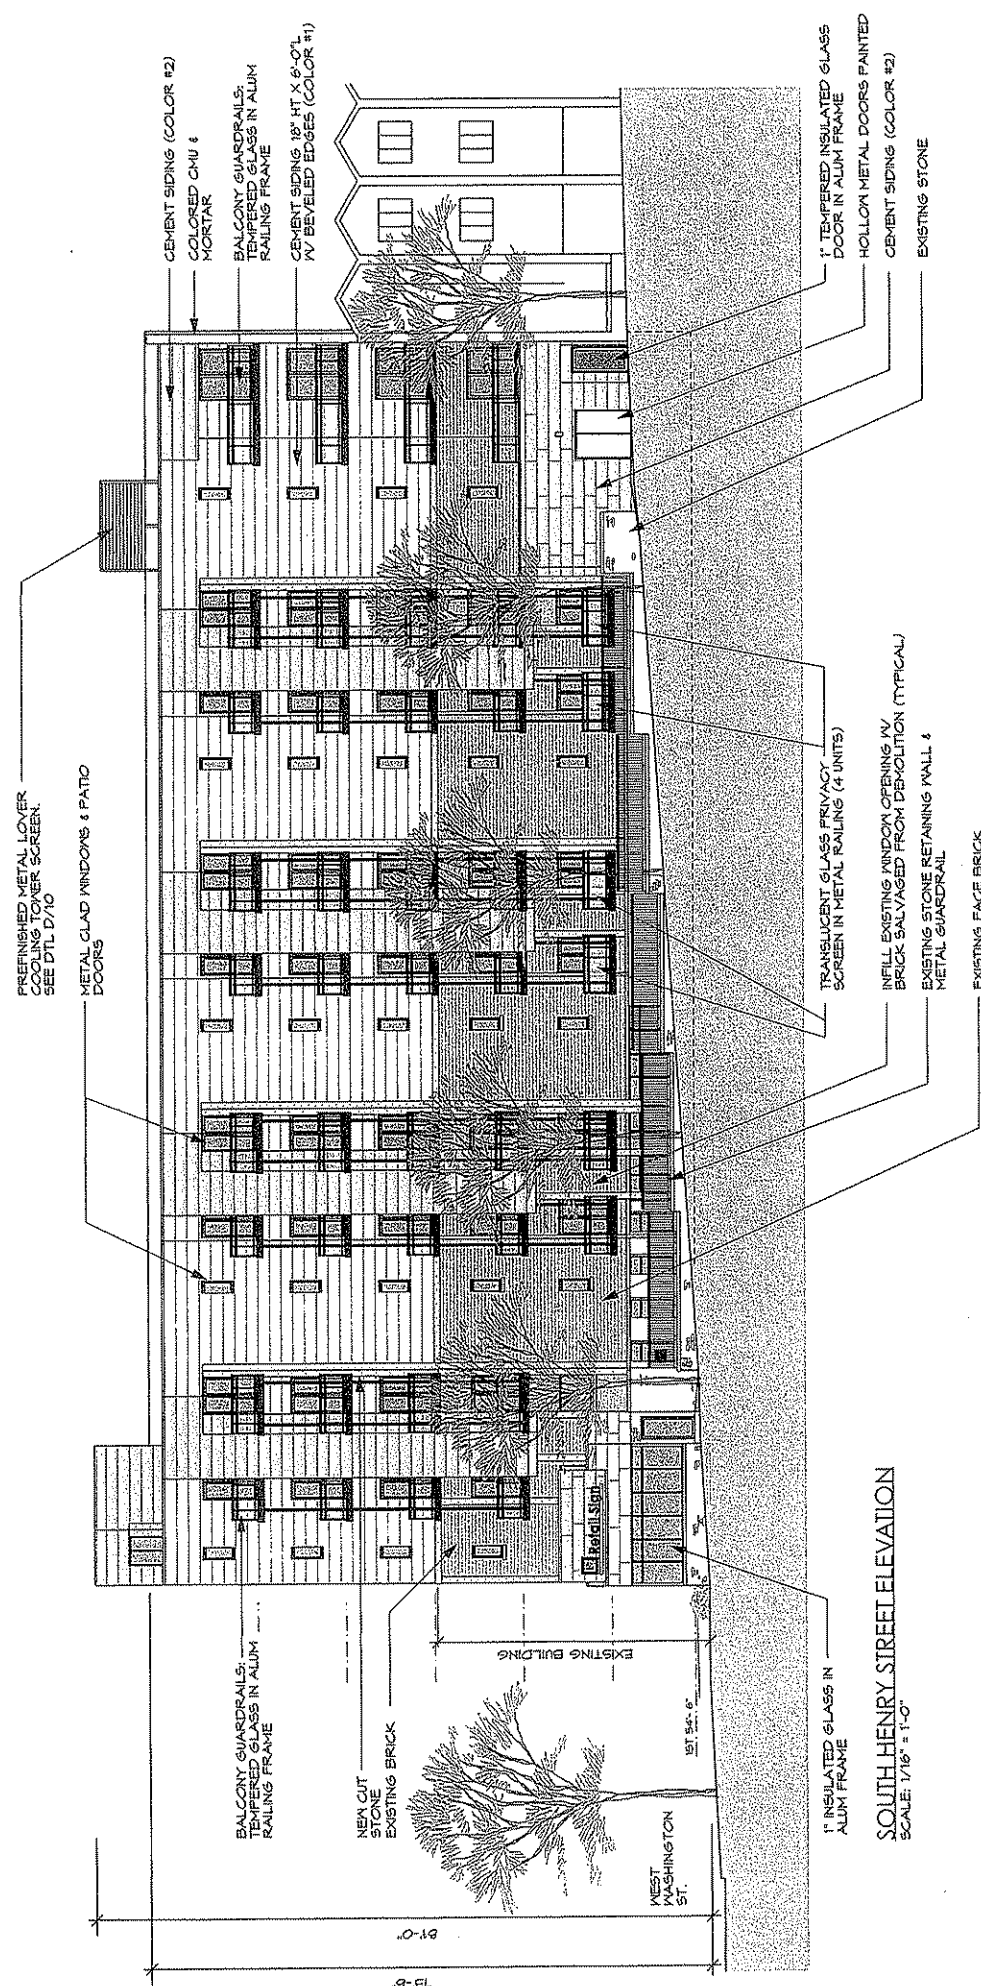 PREFINISHED METAL LOVER
COOLING TOWER SCREEN.
SEE DTL D/10
METAL CLAD WINDOWS & PATIO
DOORS
CEMENT SIDING (COLOR #2)
COLORED CMU &
MORTAR
BALCONY GUARDRAILS:
TEMPERED GLASS IN ALUM
RAILING FRAME
CEMENT SIDING 18" HT X 6'-0"L
W/ BEVELED EDGES (COLOR #1)
BALCONY GUARDRAILS:
TEMPERED GLASS IN ALUM
RAILING FRAME
NEW CUT
STONE
EXISTING BRICK
WEST
WASHINGTON
ST.
81'-0"
EXISTING BUILDING
Retail Sign
1" INSULATED GLASS IN
ALUM FRAME
TRANSLUCENT GLASS PRIVACY
SCREEN IN METAL RAILING (4 UNITS)
INFILL EXISTING WINDOW OPENING W/
BRICK SALVAGED FROM DEMOLITION (TYPICAL)
EXISTING STONE RETAINING WALL &
METAL GUARDRAIL
EXISTING FACE BRICK
1" TEMPERED INSULATED GLASS
DOOR IN ALUM FRAME
HOLLOW METAL DOORS PAINTED
CEMENT SIDING (COLOR #2)
EXISTING STONE
SOUTH HENRY STREET ELEVATION
SCALE: 1/16" = 1'-0"